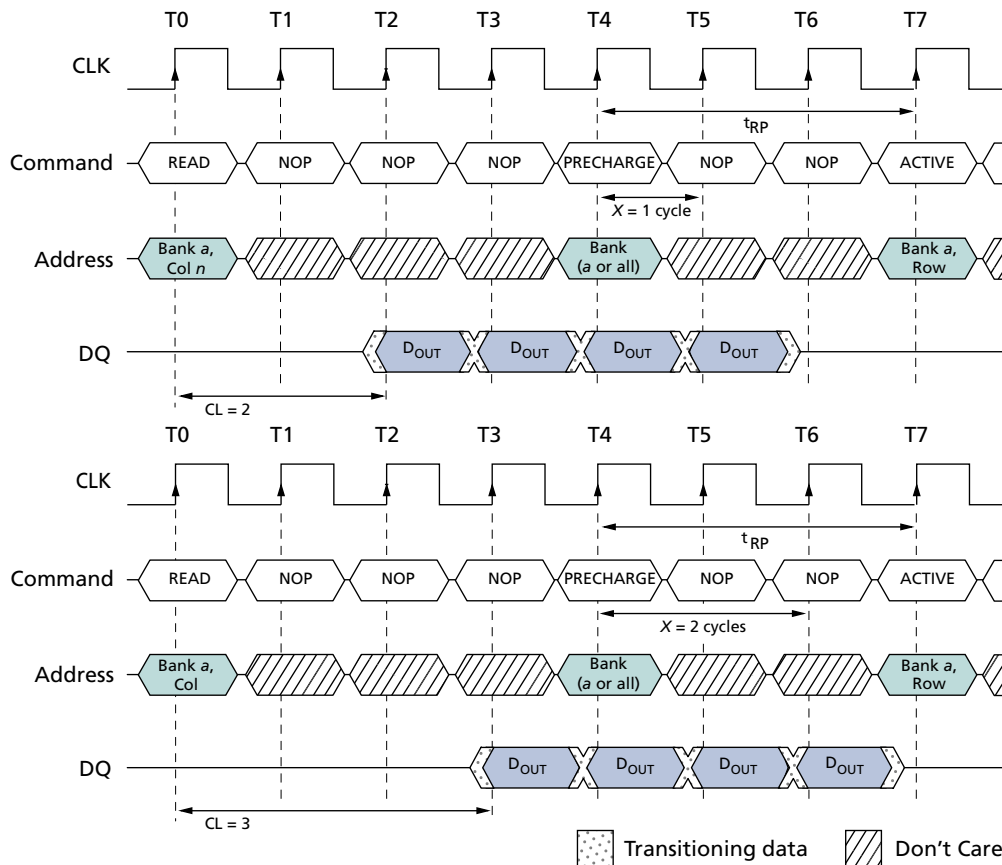 T0 T1 T2 T3 T4 T5 T6 T7
CLK
tRP
Command READ NOP NOP NOP PRECHARGE NOP NOP ACTIVE
X = 1 cycle
Address Bank a, Col n Bank (a or all) Bank a, Row
DQ DOUT DOUT DOUT DOUT
CL = 2
T0 T1 T2 T3 T4 T5 T6 T7
CLK
tRP
Command READ NOP NOP NOP PRECHARGE NOP NOP ACTIVE
X = 2 cycles
Address Bank a, Col Bank (a or all) Bank a, Row
DQ DOUT DOUT DOUT DOUT
CL = 3
Transitioning data Don't Care